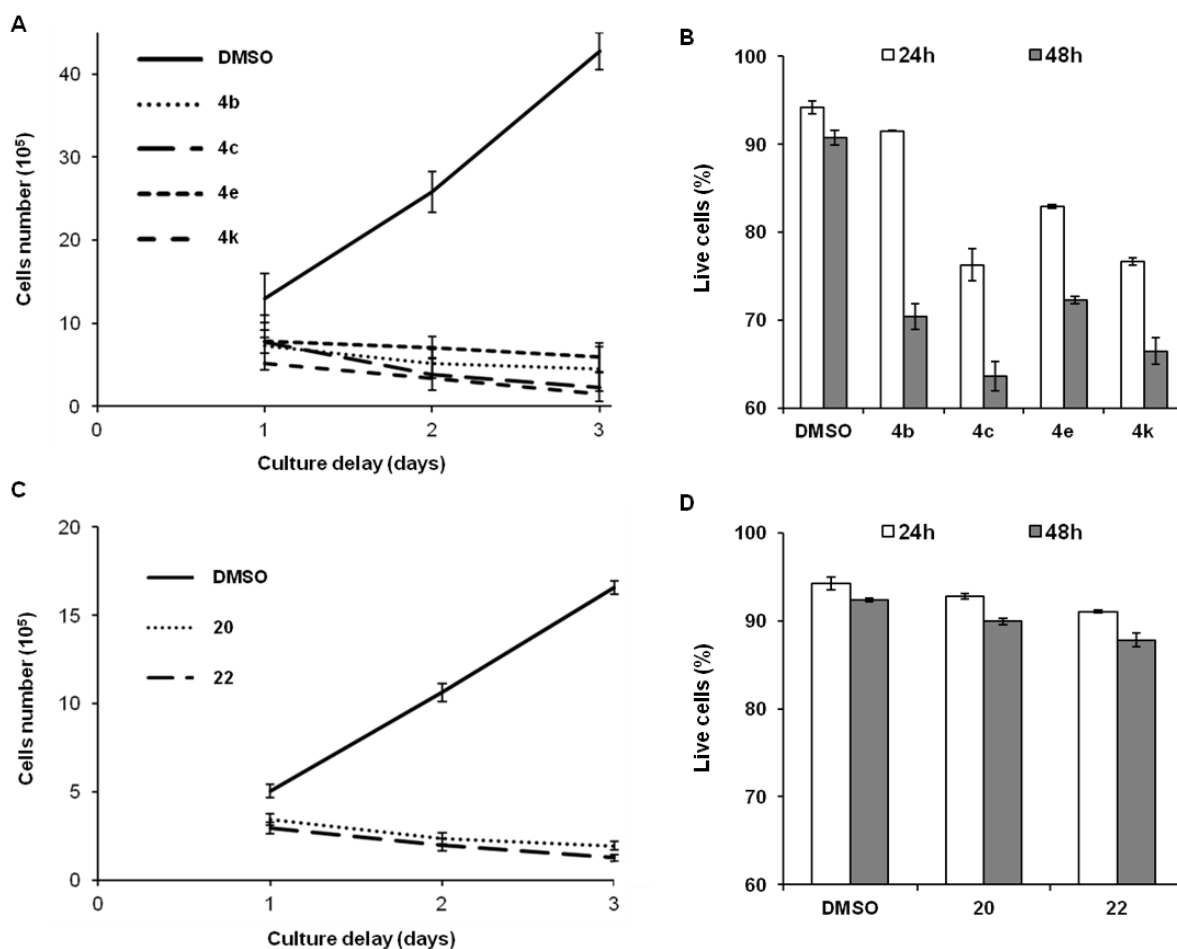 A
DMSO
4b
4c
4e
4k
Cells number (10⁵)
40
30
20
10
0
0 1 2 3
Culture delay (days)
B
24h 48h
Live cells (%)
100
90
80
70
60
DMSO 4b 4c 4e 4k
C
DMSO
20
22
Cells number (10⁵)
20
15
10
5
0
0 1 2 3
Culture delay (days)
D
24h 48h
Live cells (%)
100
90
80
70
60
DMSO 20 22